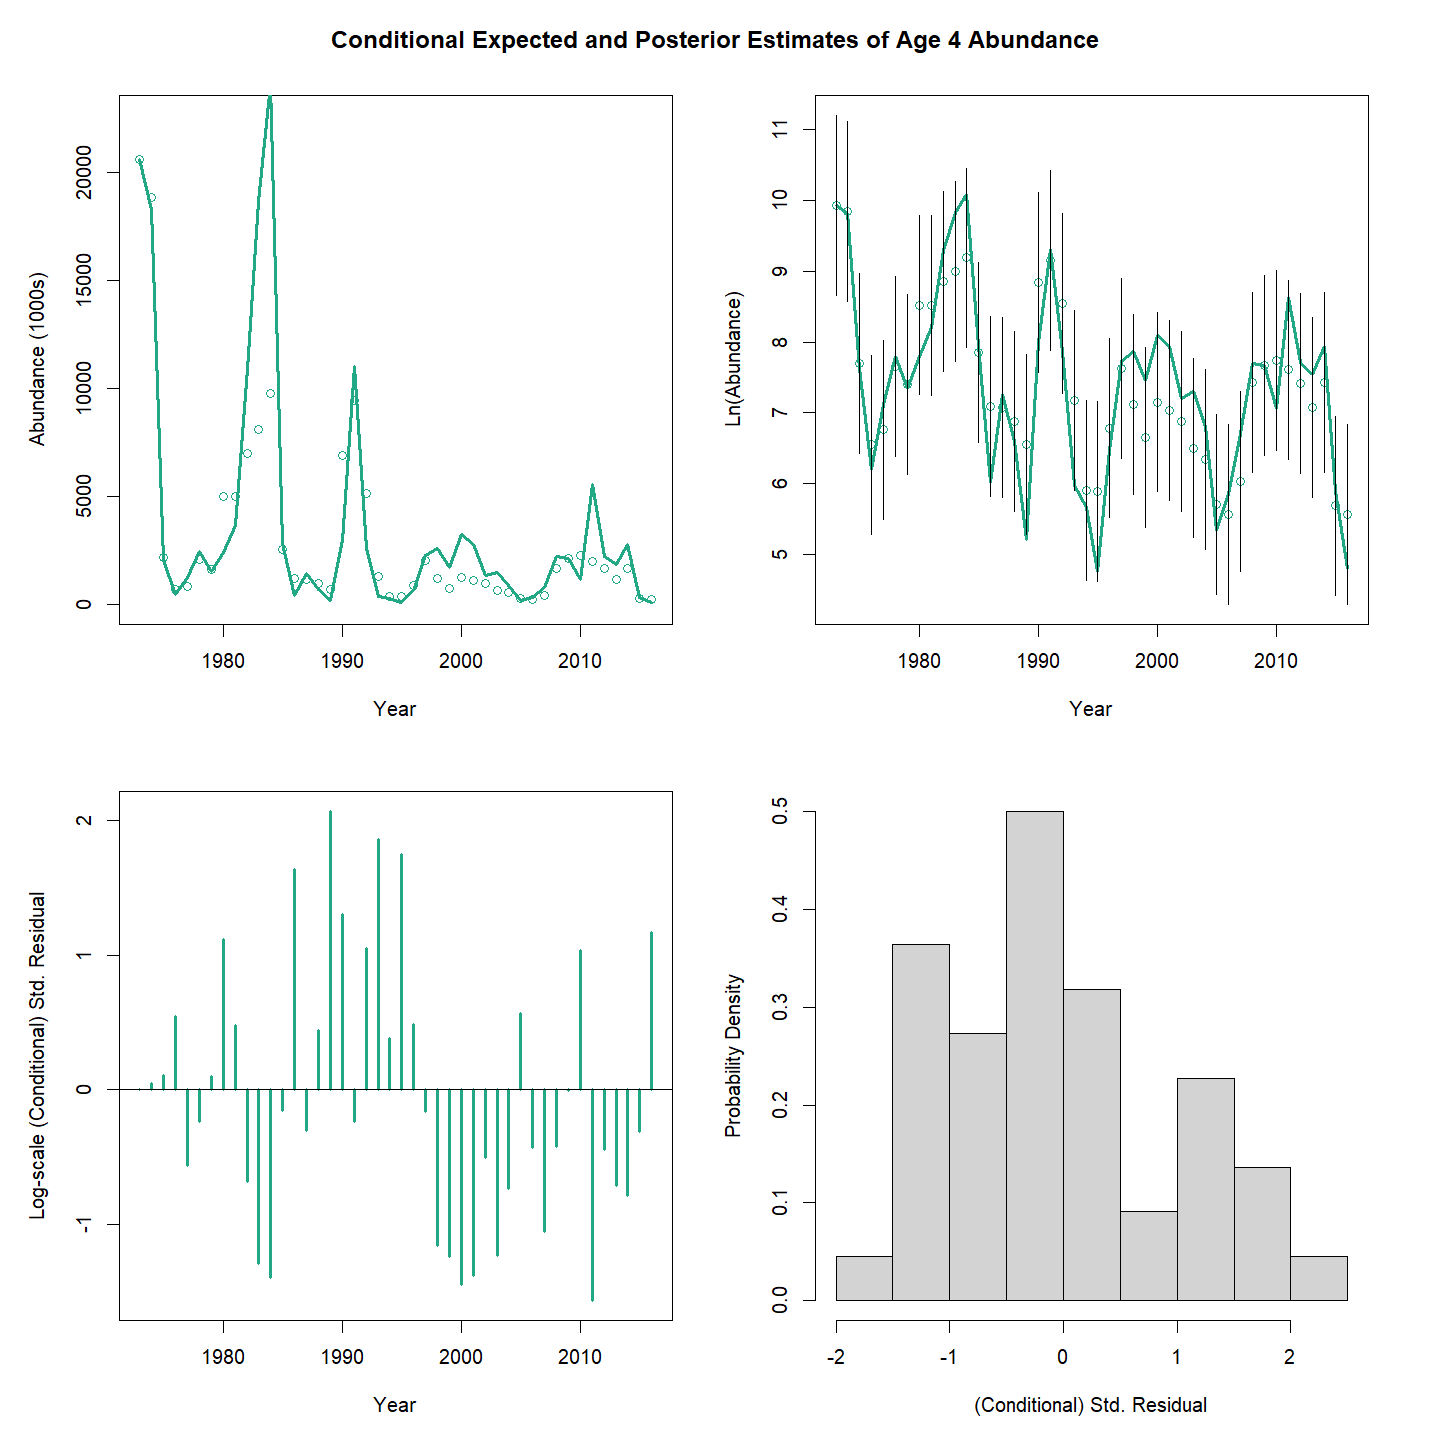 Conditional Expected and Posterior Estimates of Age 4 Abundance
Abundance (1000s)
20000
15000
10000
5000
0
1980 1990 2000 2010
Year
Ln(Abundance)
11
10
9
8
7
6
5
1980 1990 2000 2010
Year
Log-scale (Conditional) Std. Residual
2
1
0
-1
1980 1990 2000 2010
Year
Probability Density
0.5
0.4
0.3
0.2
0.1
0.0
-2 -1 0 1 2
(Conditional) Std. Residual